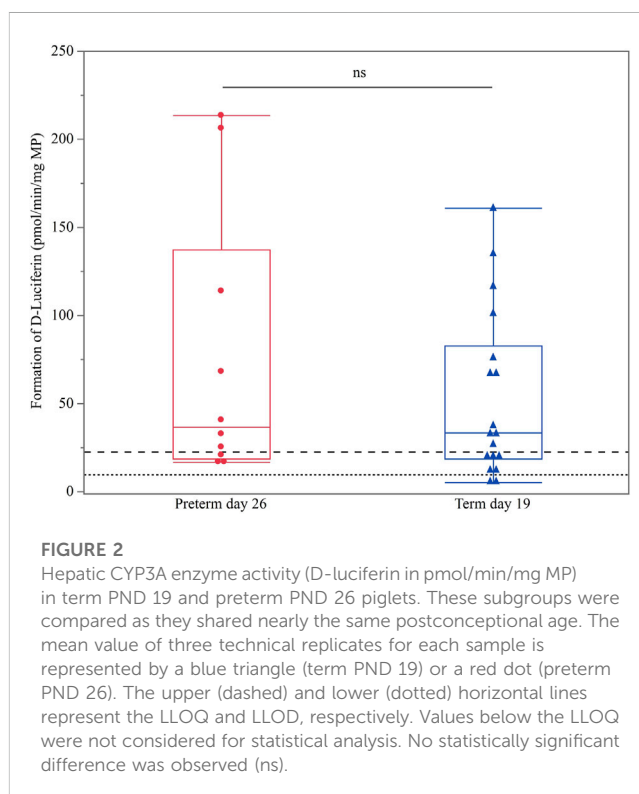 250
200
150
100
50
0
Formation of D-Luciferin (pmol/min/mg MP)
ns
Preterm day 26
Term day 19
FIGURE 2
Hepatic CYP3A enzyme activity (D-luciferin in pmol/min/mg MP)
in term PND 19 and preterm PND 26 piglets. These subgroups were
compared as they shared nearly the same postconceptional age. The
mean value of three technical replicates for each sample is
represented by a blue triangle (term PND 19) or a red dot (preterm
PND 26). The upper (dashed) and lower (dotted) horizontal lines
represent the LLOQ and LLOD, respectively. Values below the LLOQ
were not considered for statistical analysis. No statistically significant
difference was observed (ns).